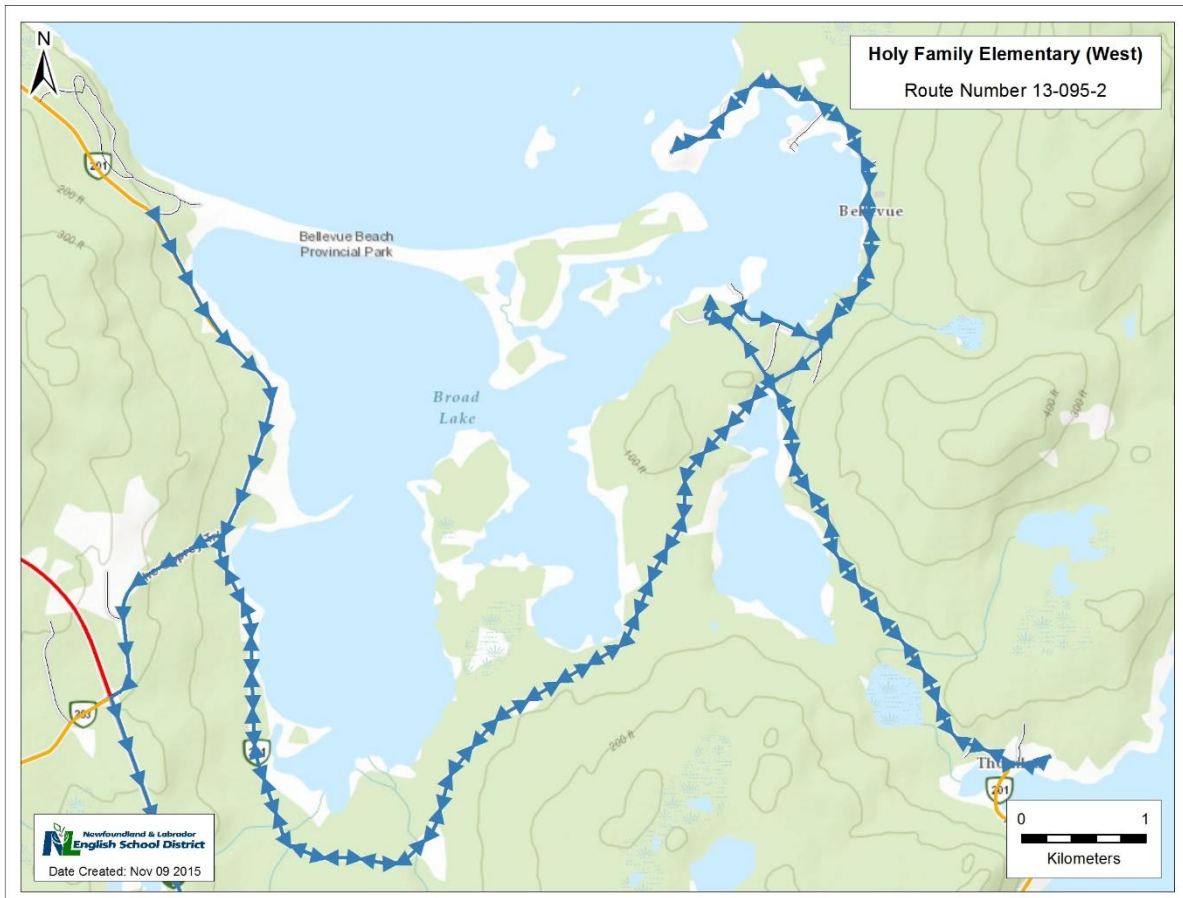 Holy Family Elementary (West)
Route Number 13-095-2
N
201
200 ft
300 ft
Bellevue Beach
Provincial Park
Bellevue
Broad
Lake
400 ft
300 ft
100 ft
203
201
200 ft
201
0 1
Kilometers
NL
Newfoundland & Labrador
English School District
Date Created: Nov 09 2015